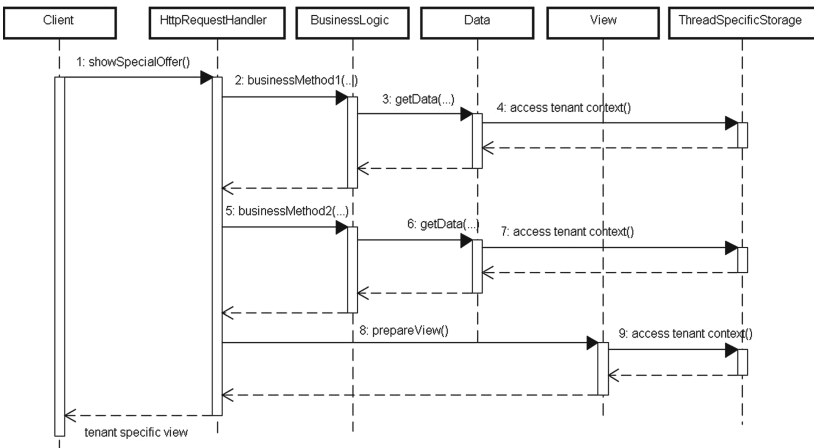 Client
HttpRequestHandler
BusinessLogic
Data
View
ThreadSpecificStorage
1: showSpecialOffer()
2: businessMethod1(...)
3: getData(...)
4: access tenant context()
5: businessMethod2(...)
6: getData(...)
7: access tenant context()
8: prepareView()
9: access tenant context()
tenant specific view